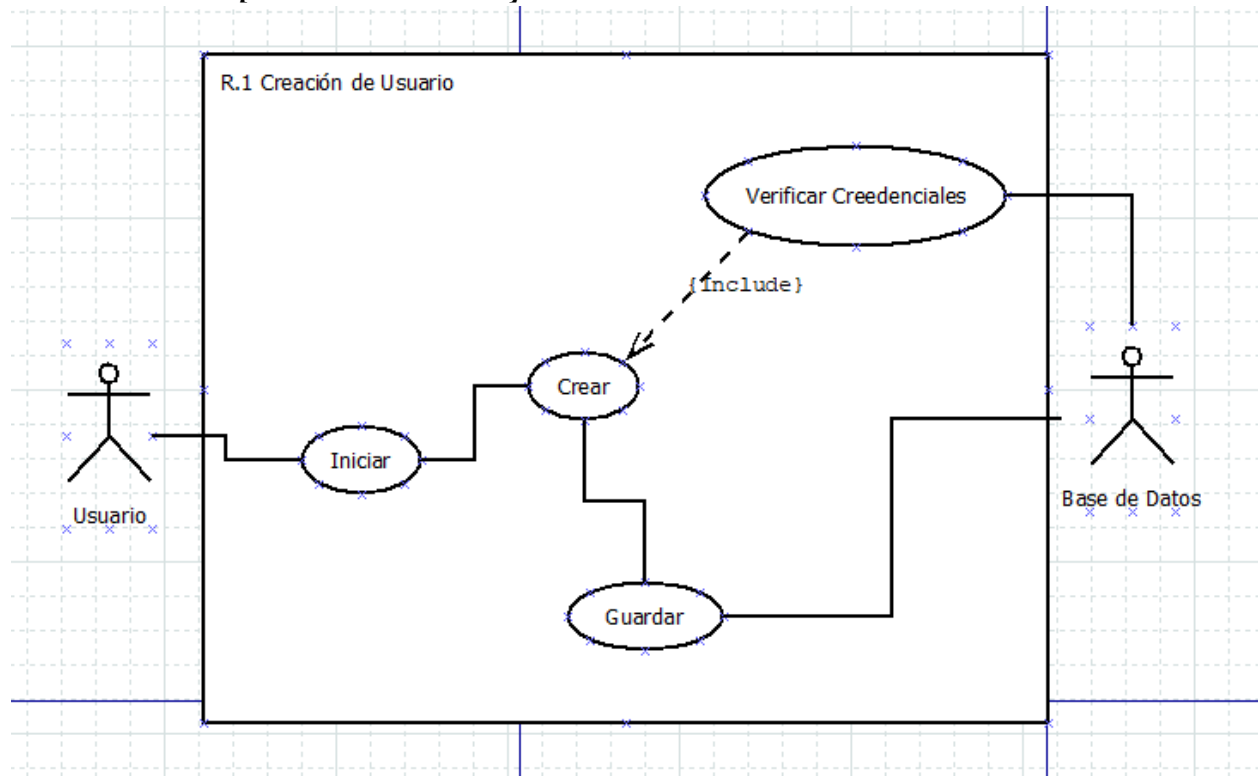 R.1 Creación de Usuario
Verificar Creedenciales
{include}
Crear
Iniciar
Usuario
Base de Datos
Guardar